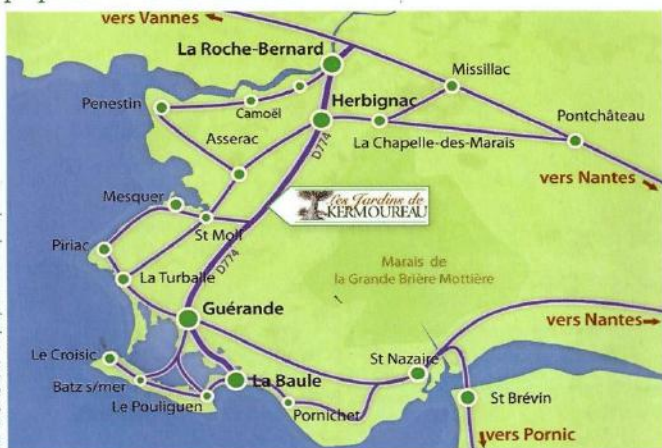 vers Vannes
La Roche-Bernard
Missillac
Penestin
Camoël
Herbignac
Pontchâteau
Asserac
La Chapelle-des-Marais
D774
vers Nantes
Mesquer
Les Jardins de
KERMOUREAU
St Molf
Piriac
D774
Marais de
la Grande Brière Mottière
La Turballe
Guérande
vers Nantes
Le Croisic
St Nazaire
Batz s/mer
La Baule
St Brévin
Le Pouliguen
Pornichet
vers Pornic